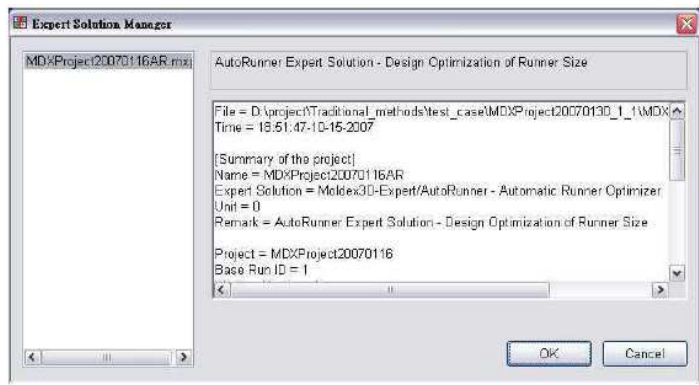 Expert Solution Manager
MDXProject20070116AR.mx
AutoRunner Expert Solution - Design Optimization of Runner Size
File = D:\project\Traditional_methods\test_case\MDXProject20070130_1_1\MDX
Time = 16:51:47-10-15-2007
[Summary of the project]
Name = MDXProject20070116AR
Expert Solution = Moldex3D-Expert/AutoRunner - Automatic Runner Optimizer
Unit = 0
Remark = AutoRunner Expert Solution - Design Optimization of Runner Size
Project = MDXProject20070116
Base Run ID = 1
OK
Cancel